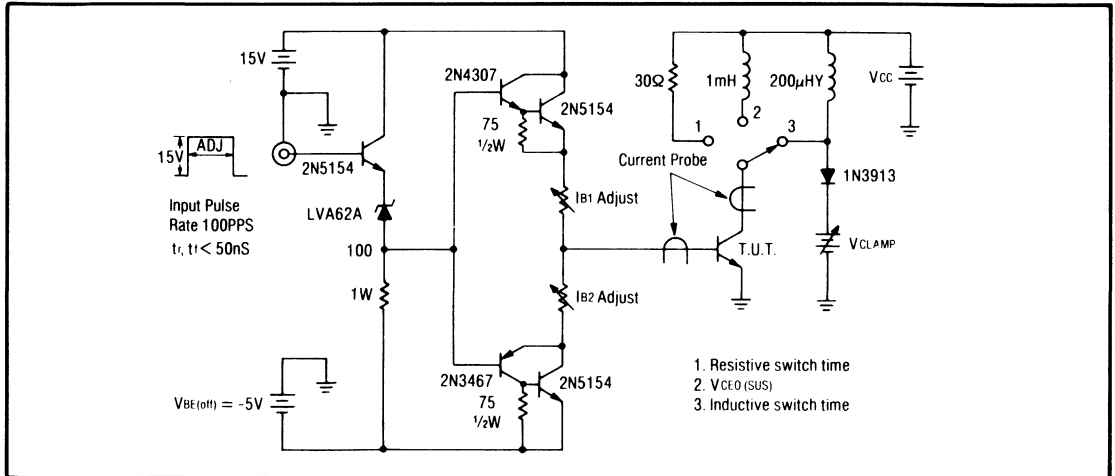 15V
2N4307
2N5154
75
½W
30Ω
1mH
200µHY
VCC
1
2
3
15V
ADJ
2N5154
Current Probe
1N3913
Input Pulse
Rate 100PPS
tr, tf < 50nS
LVA62A
IB1 Adjust
100
T.U.T.
VCLAMP
1W
IB2 Adjust
2N3467
2N5154
75
½W
VBE(off) = -5V
1. Resistive switch time
2. VCEO (SUS)
3. Inductive switch time